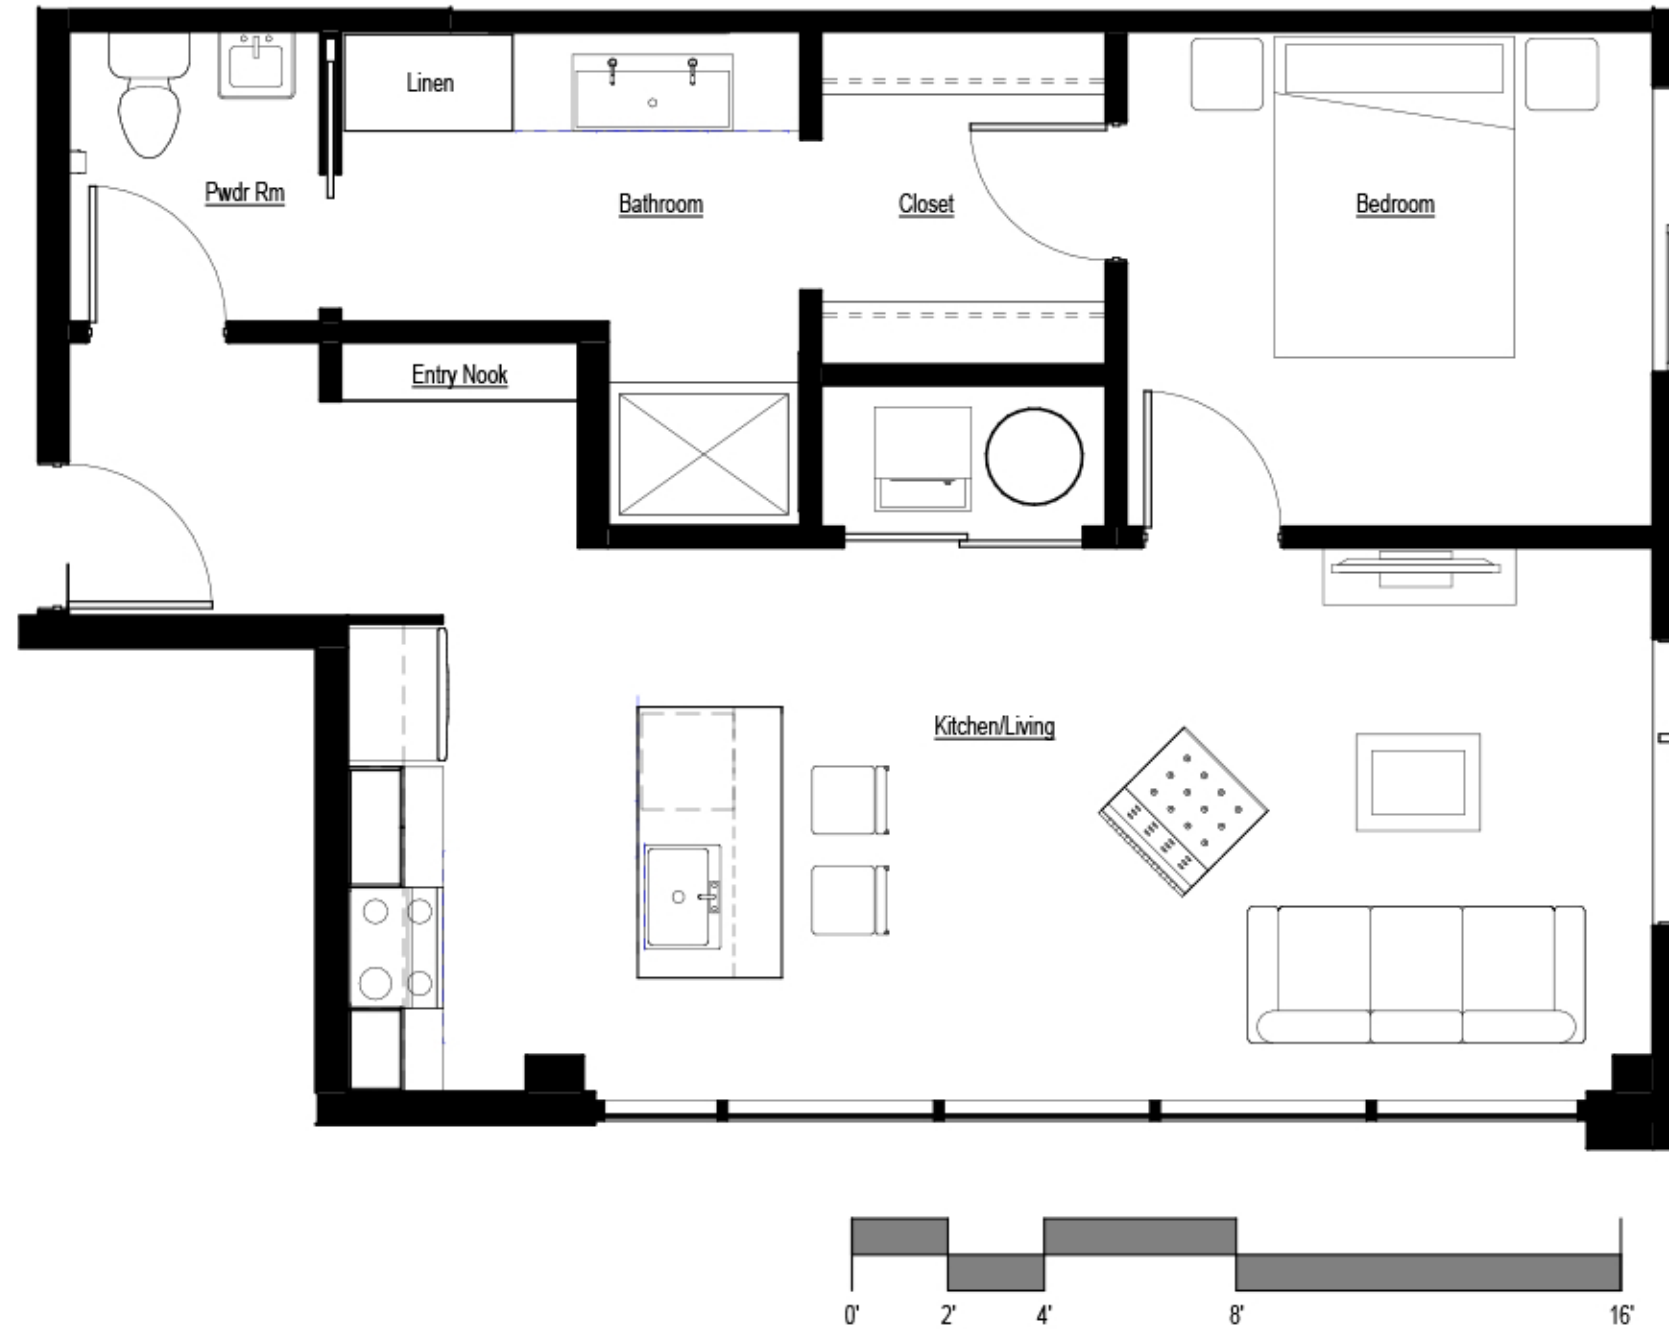 Linen
Pwdr Rm
Bathroom
Closet
Bedroom
Entry Nook
Kitchen/Living
0' 2' 4' 8' 16'